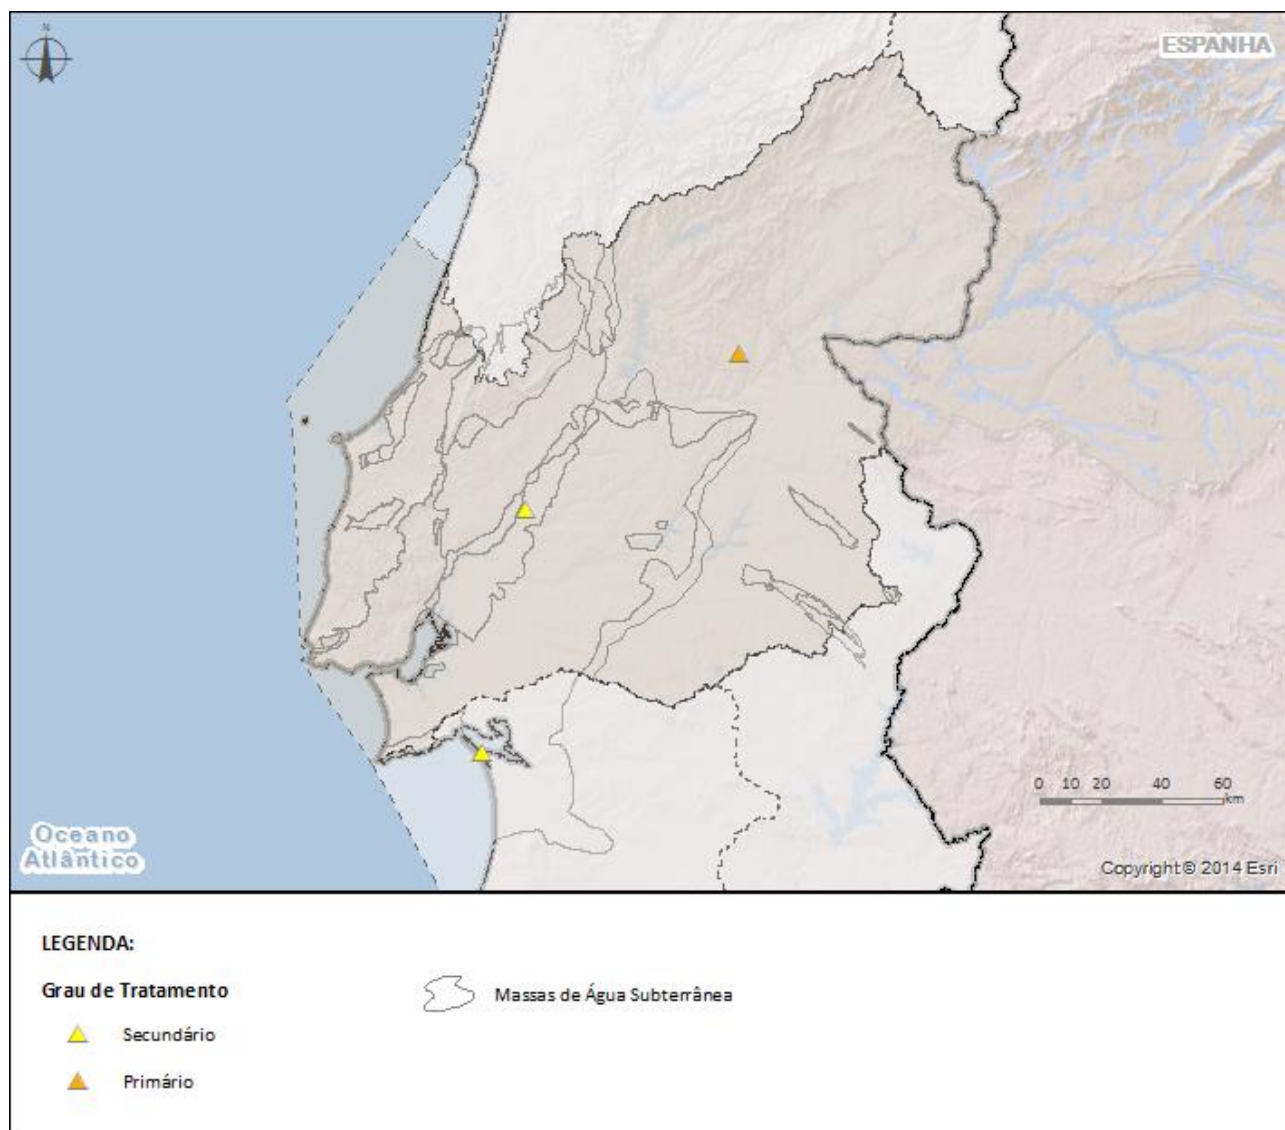 N
ESPANHA
0 10 20 40 60
km
Oceano
Atlântico
Copyright © 2014 Esri
LEGENDA:
Grau de Tratamento
Massas de Água Subterrânea
Secundário
Primário